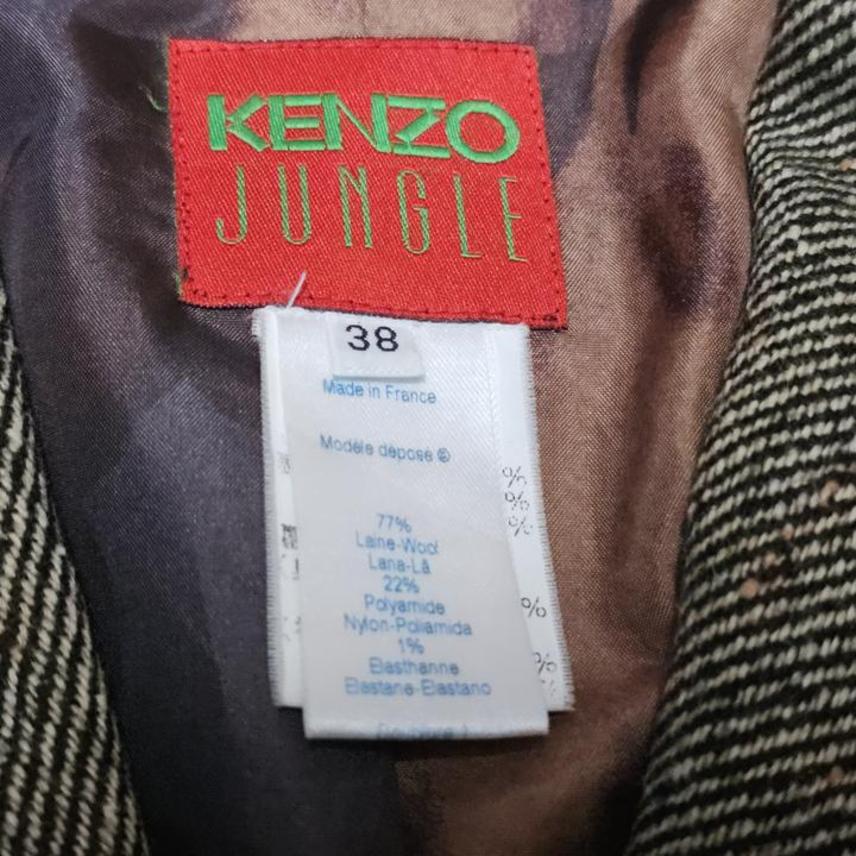 KENZO
JUNGLE
38
Made in France
Modèle déposé ©
77%
Laine-Wool
Lana-Lã
22%
Polyamide
Nylon-Poliamida
1%
Elasthanne
Elastane-Elastano
%
%
%
%
%